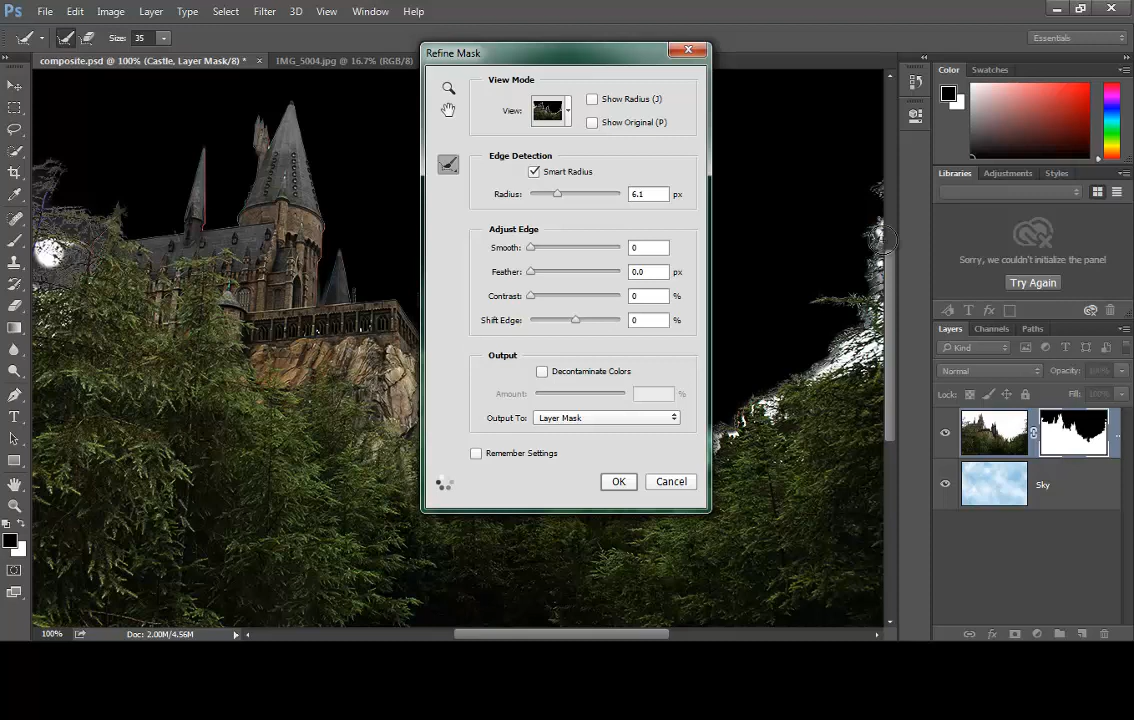 Ps File Edit Image Layer Type Select Filter 3D View Window Help
Size: 35 Essentials
composite.psd @ 100% (Castle, Layer Mask/8) * × IMG_5004.jpg @ 16.7% (RGB/8)
Refine Mask
View Mode
View: Show Radius (J)
Show Original (P)
Edge Detection
Smart Radius
Radius: 6.1 px
Adjust Edge
Smooth: 0
Feather: 0.0 px
Contrast: 0 %
Shift Edge: 0 %
Output
Decontaminate Colors
Amount: %
Output To: Layer Mask
Remember Settings
OK Cancel
Color Swatches
Libraries Adjustments Styles
Sorry, we couldn't initialize the panel
Try Again
Layers Channels Paths
Kind
Normal Opacity: 100%
Lock: Fill: 100%
Sky
100% Doc: 2.00M/4.56M